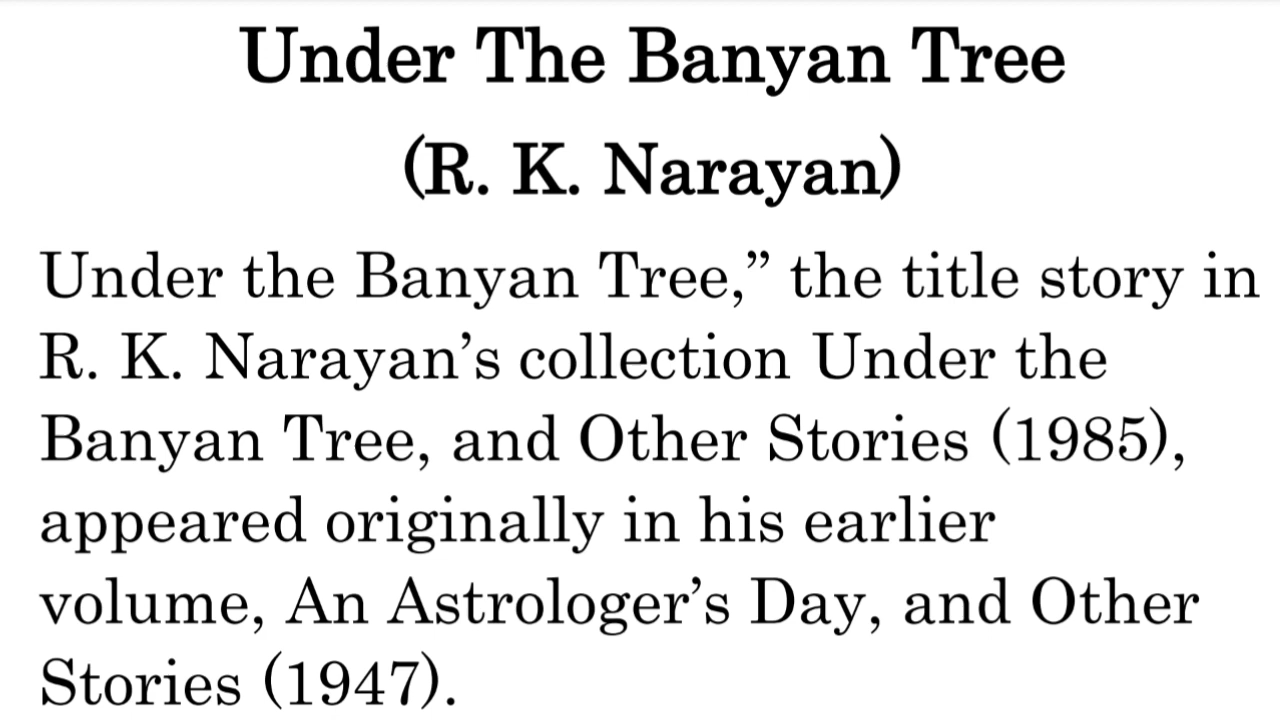 Under The Banyan Tree
(R. K. Narayan)
Under the Banyan Tree,” the title story in
R. K. Narayan’s collection Under the
Banyan Tree, and Other Stories (1985),
appeared originally in his earlier
volume, An Astrologer’s Day, and Other
Stories (1947).